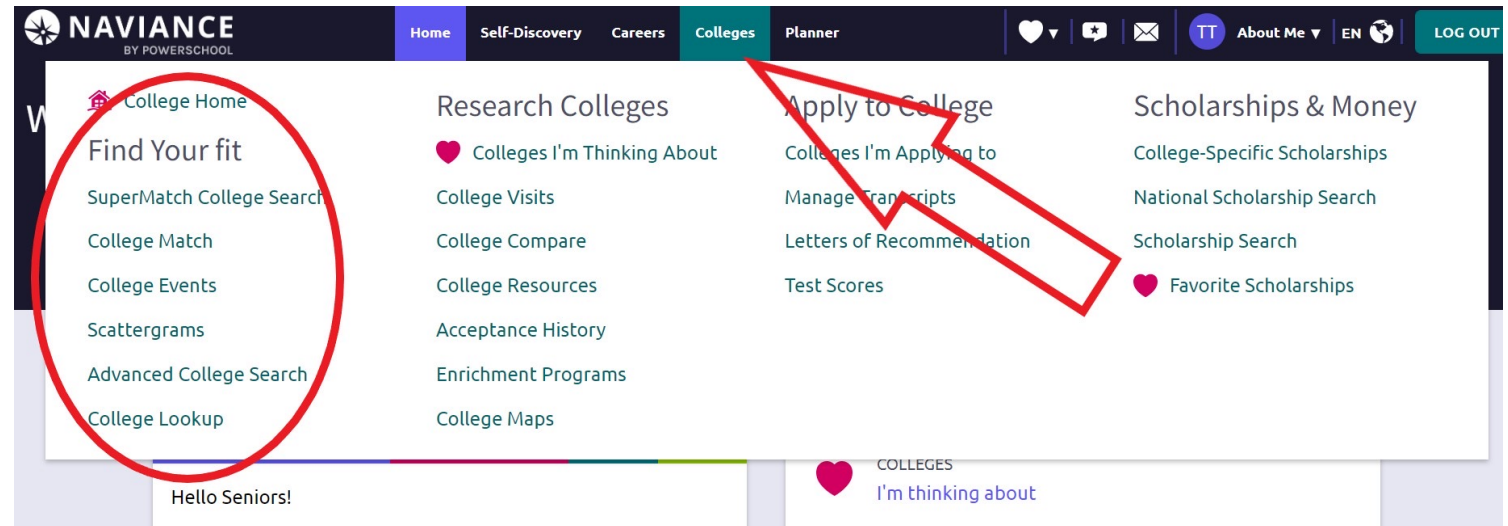 NAVIANCE
BY POWERSCHOOL
Home Self-Discovery Careers Colleges Planner
TT About Me ▾ EN LOG OUT
W
College Home
Find Your fit
SuperMatch College Search
College Match
College Events
Scattergrams
Advanced College Search
College Lookup
Research Colleges
Colleges I'm Thinking About
College Visits
College Compare
College Resources
Acceptance History
Enrichment Programs
College Maps
Apply to College
Colleges I'm Applying to
Manage Transcripts
Letters of Recommendation
Test Scores
Scholarships & Money
College-Specific Scholarships
National Scholarship Search
Scholarship Search
Favorite Scholarships
Hello Seniors!
COLLEGES
I'm thinking about